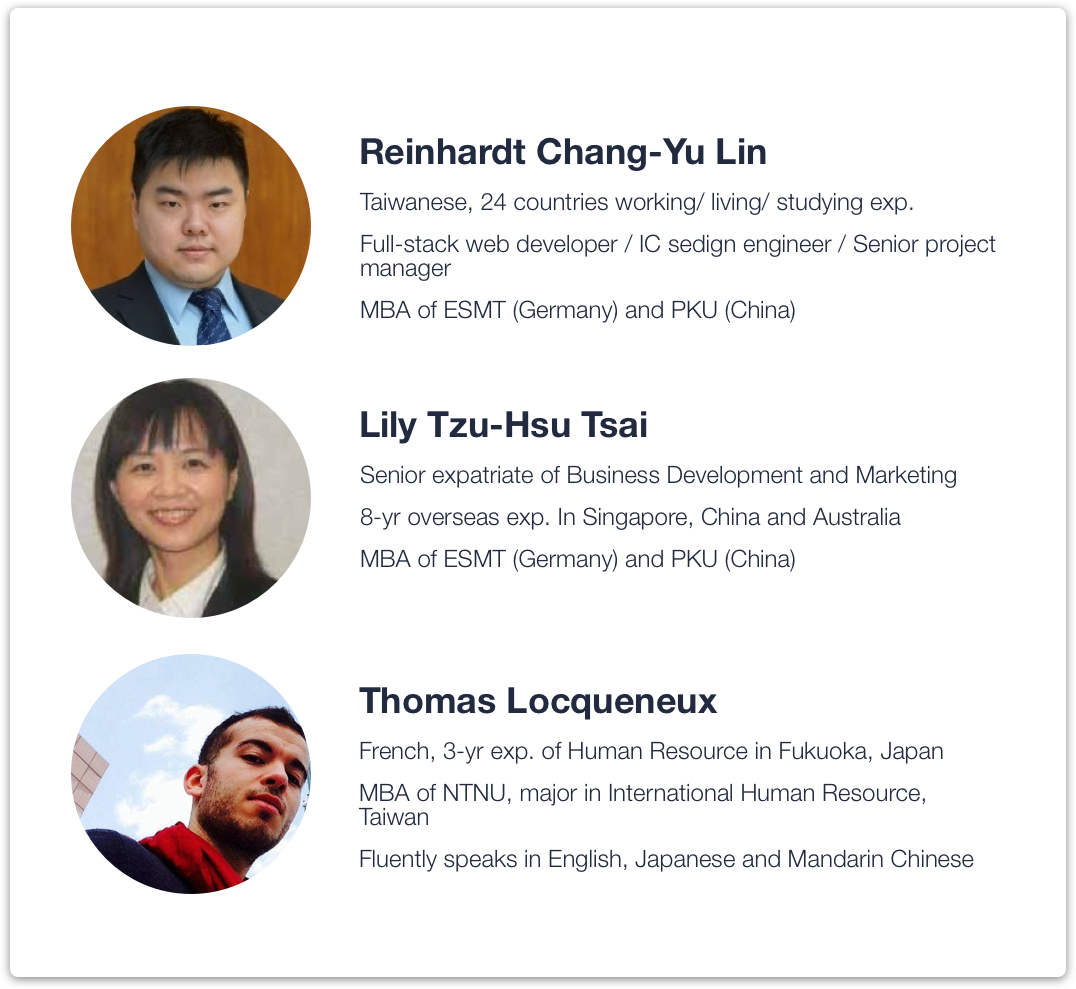 Reinhardt Chang-Yu Lin
Taiwanese, 24 countries working/ living/ studying exp.
Full-stack web developer / IC sedign engineer / Senior project
manager
MBA of ESMT (Germany) and PKU (China)
Lily Tzu-Hsu Tsai
Senior expatriate of Business Development and Marketing
8-yr overseas exp. In Singapore, China and Australia
MBA of ESMT (Germany) and PKU (China)
Thomas Locqueneux
French, 3-yr exp. of Human Resource in Fukuoka, Japan
MBA of NTNU, major in International Human Resource,
Taiwan
Fluently speaks in English, Japanese and Mandarin Chinese